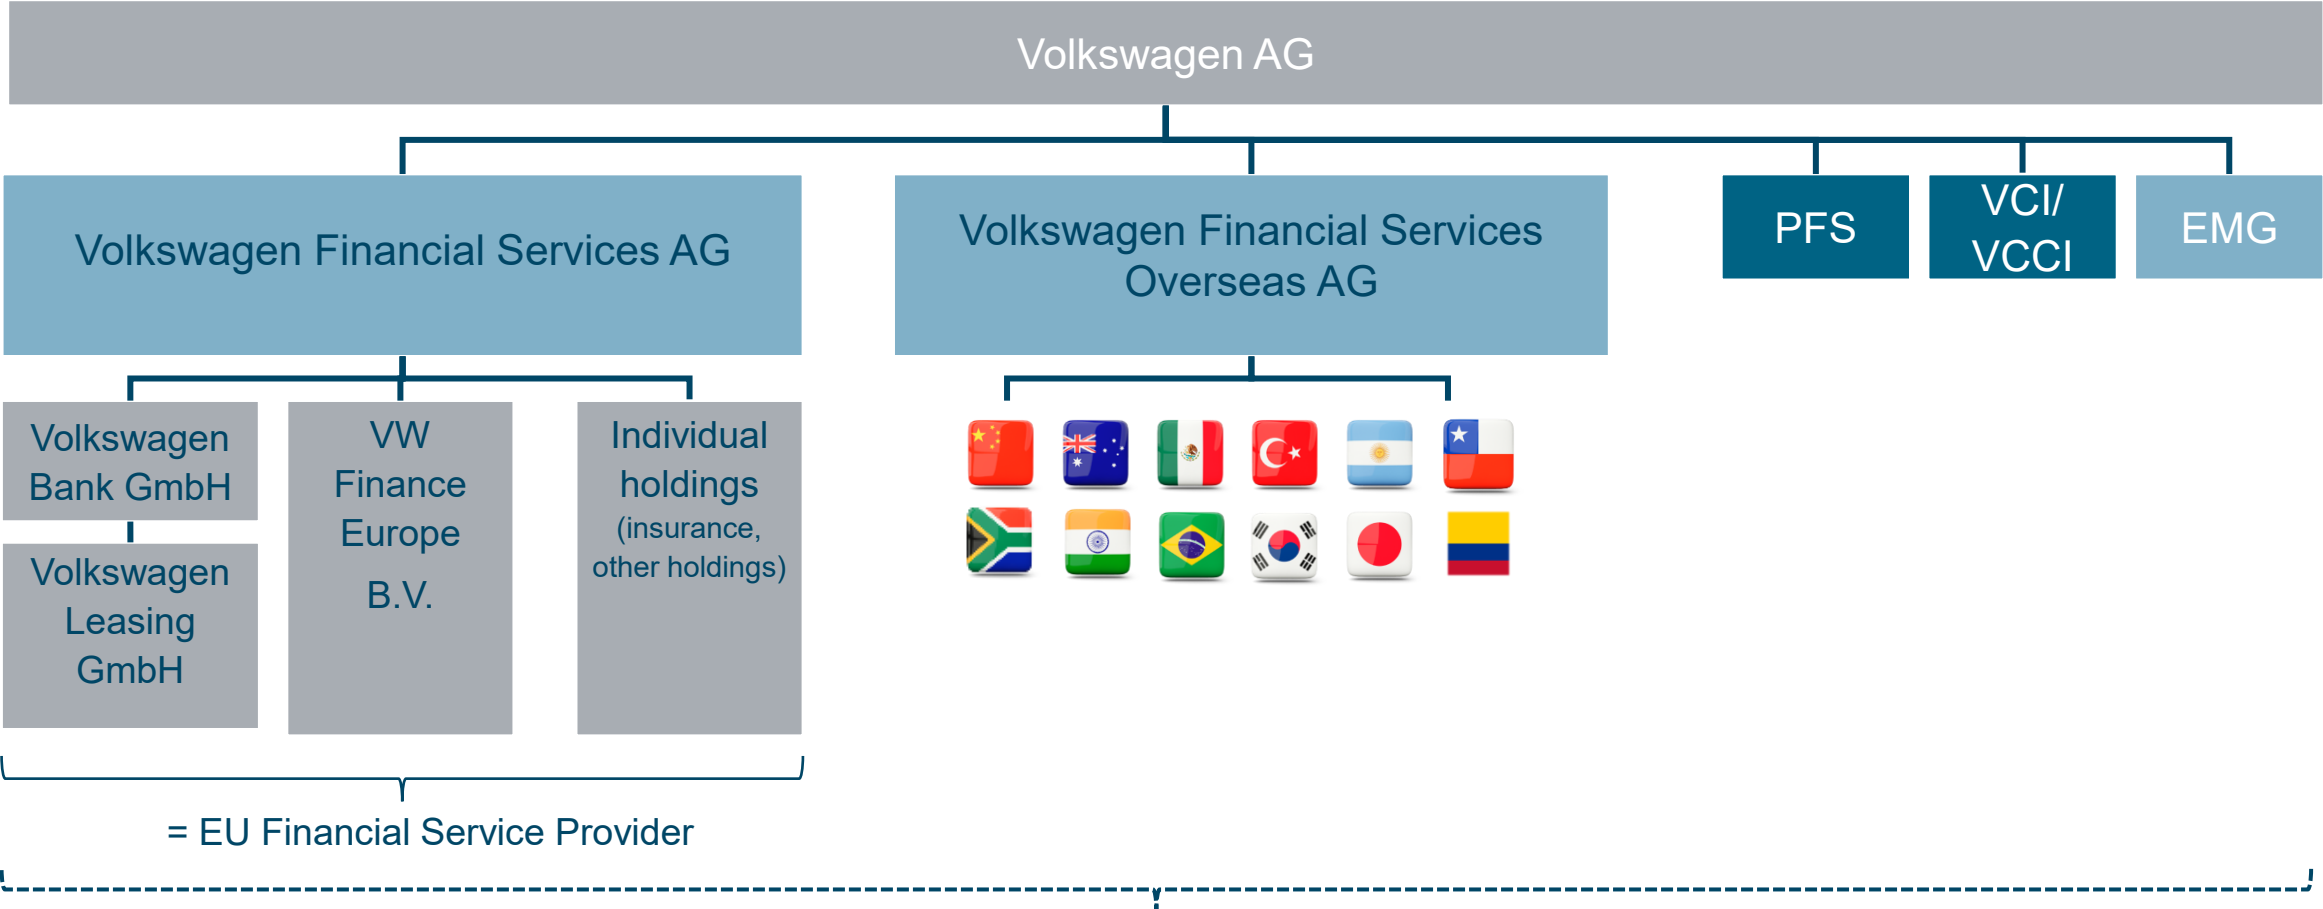 Volkswagen AG
Volkswagen Financial Services AG
Volkswagen Financial Services
Overseas AG
PFS
VCI/
VCCI
EMG
Volkswagen
Bank GmbH
Volkswagen
Leasing
GmbH
VW
Finance
Europe
B.V.
Individual
holdings
(insurance,
other holdings)
= EU Financial Service Provider